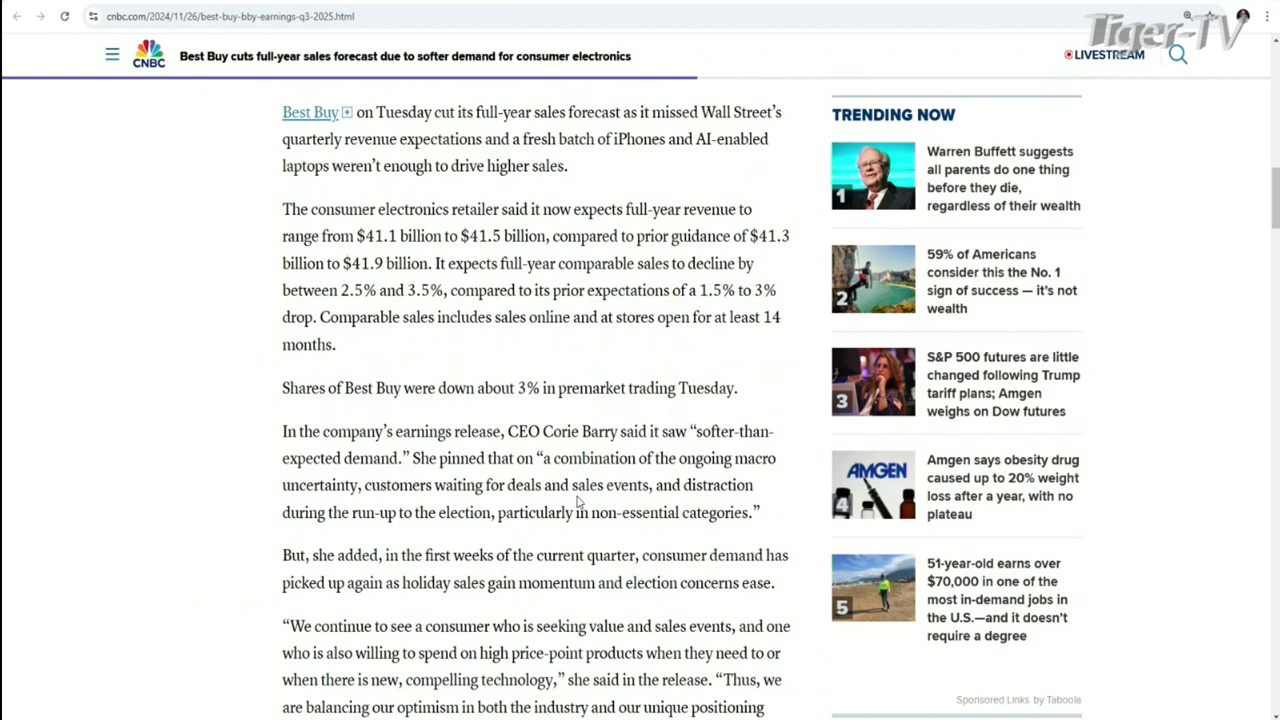 cnbc.com/2024/11/26/best-buy-bby-earnings-q3-2025.html
Tiger-TV
CNBC
Best Buy cuts full-year sales forecast due to softer demand for consumer electronics
LIVESTREAM
Best Buy on Tuesday cut its full-year sales forecast as it missed Wall Street’s
quarterly revenue expectations and a fresh batch of iPhones and AI-enabled
laptops weren’t enough to drive higher sales.
The consumer electronics retailer said it now expects full-year revenue to
range from $41.1 billion to $41.5 billion, compared to prior guidance of $41.3
billion to $41.9 billion. It expects full-year comparable sales to decline by
between 2.5% and 3.5%, compared to its prior expectations of a 1.5% to 3%
drop. Comparable sales includes sales online and at stores open for at least 14
months.
Shares of Best Buy were down about 3% in premarket trading Tuesday.
In the company’s earnings release, CEO Corie Barry said it saw “softer-than-
expected demand.” She pinned that on “a combination of the ongoing macro
uncertainty, customers waiting for deals and sales events, and distraction
during the run-up to the election, particularly in non-essential categories.”
But, she added, in the first weeks of the current quarter, consumer demand has
picked up again as holiday sales gain momentum and election concerns ease.
“We continue to see a consumer who is seeking value and sales events, and one
who is also willing to spend on high price-point products when they need to or
when there is new, compelling technology,” she said in the release. “Thus, we
are balancing our optimism in both the industry and our unique positioning
TRENDING NOW
1
Warren Buffett suggests
all parents do one thing
before they die,
regardless of their wealth
2
59% of Americans
consider this the No. 1
sign of success — it’s not
wealth
3
S&P 500 futures are little
changed following Trump
tariff plans; Amgen
weighs on Dow futures
AMGEN
4
Amgen says obesity drug
caused up to 20% weight
loss after a year, with no
plateau
5
51-year-old earns over
$70,000 in one of the
most in-demand jobs in
the U.S.—and it doesn’t
require a degree
Sponsored Links by Taboola